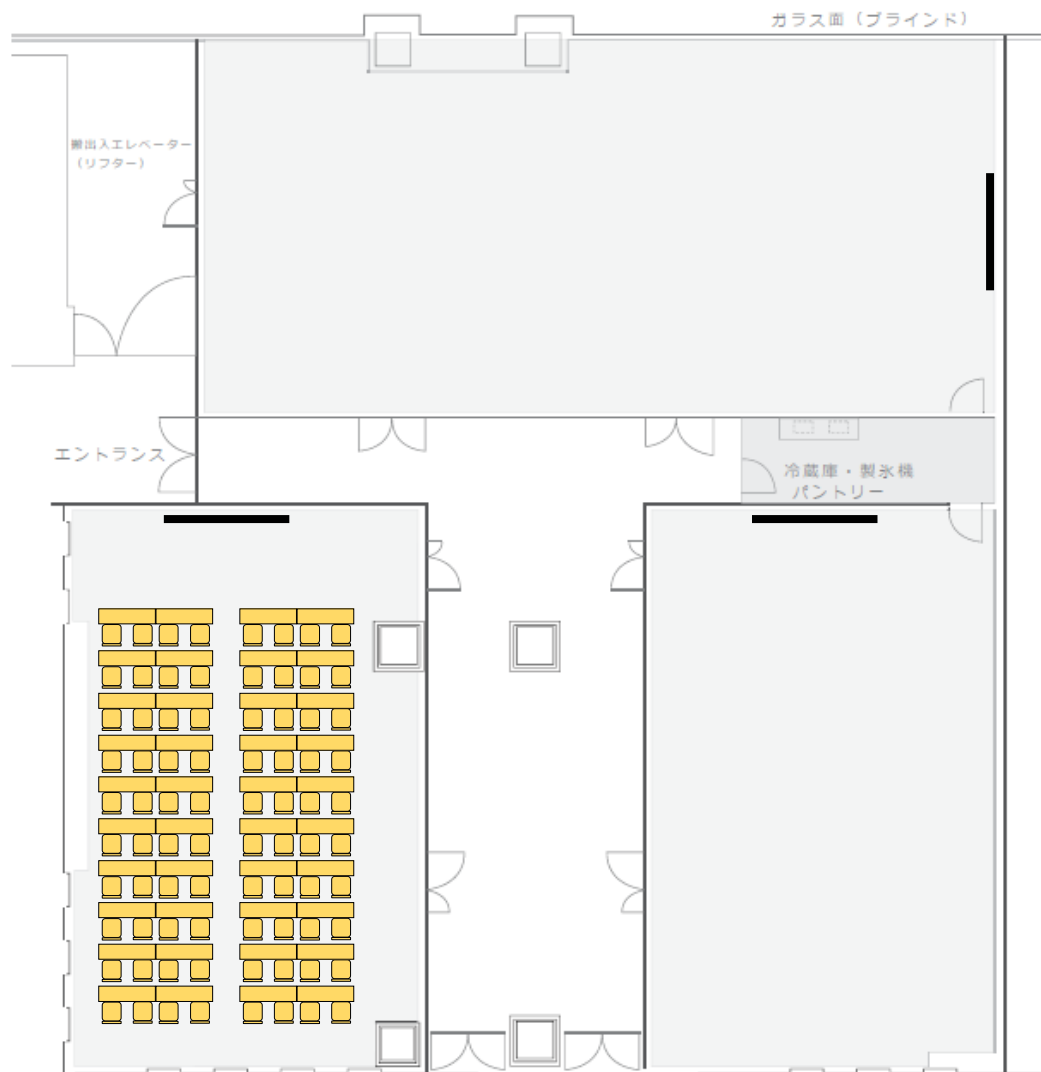 ガラス面（ブラインド）
搬出入エレベーター
（リフター）
エントランス
冷蔵庫・製氷機
パントリー